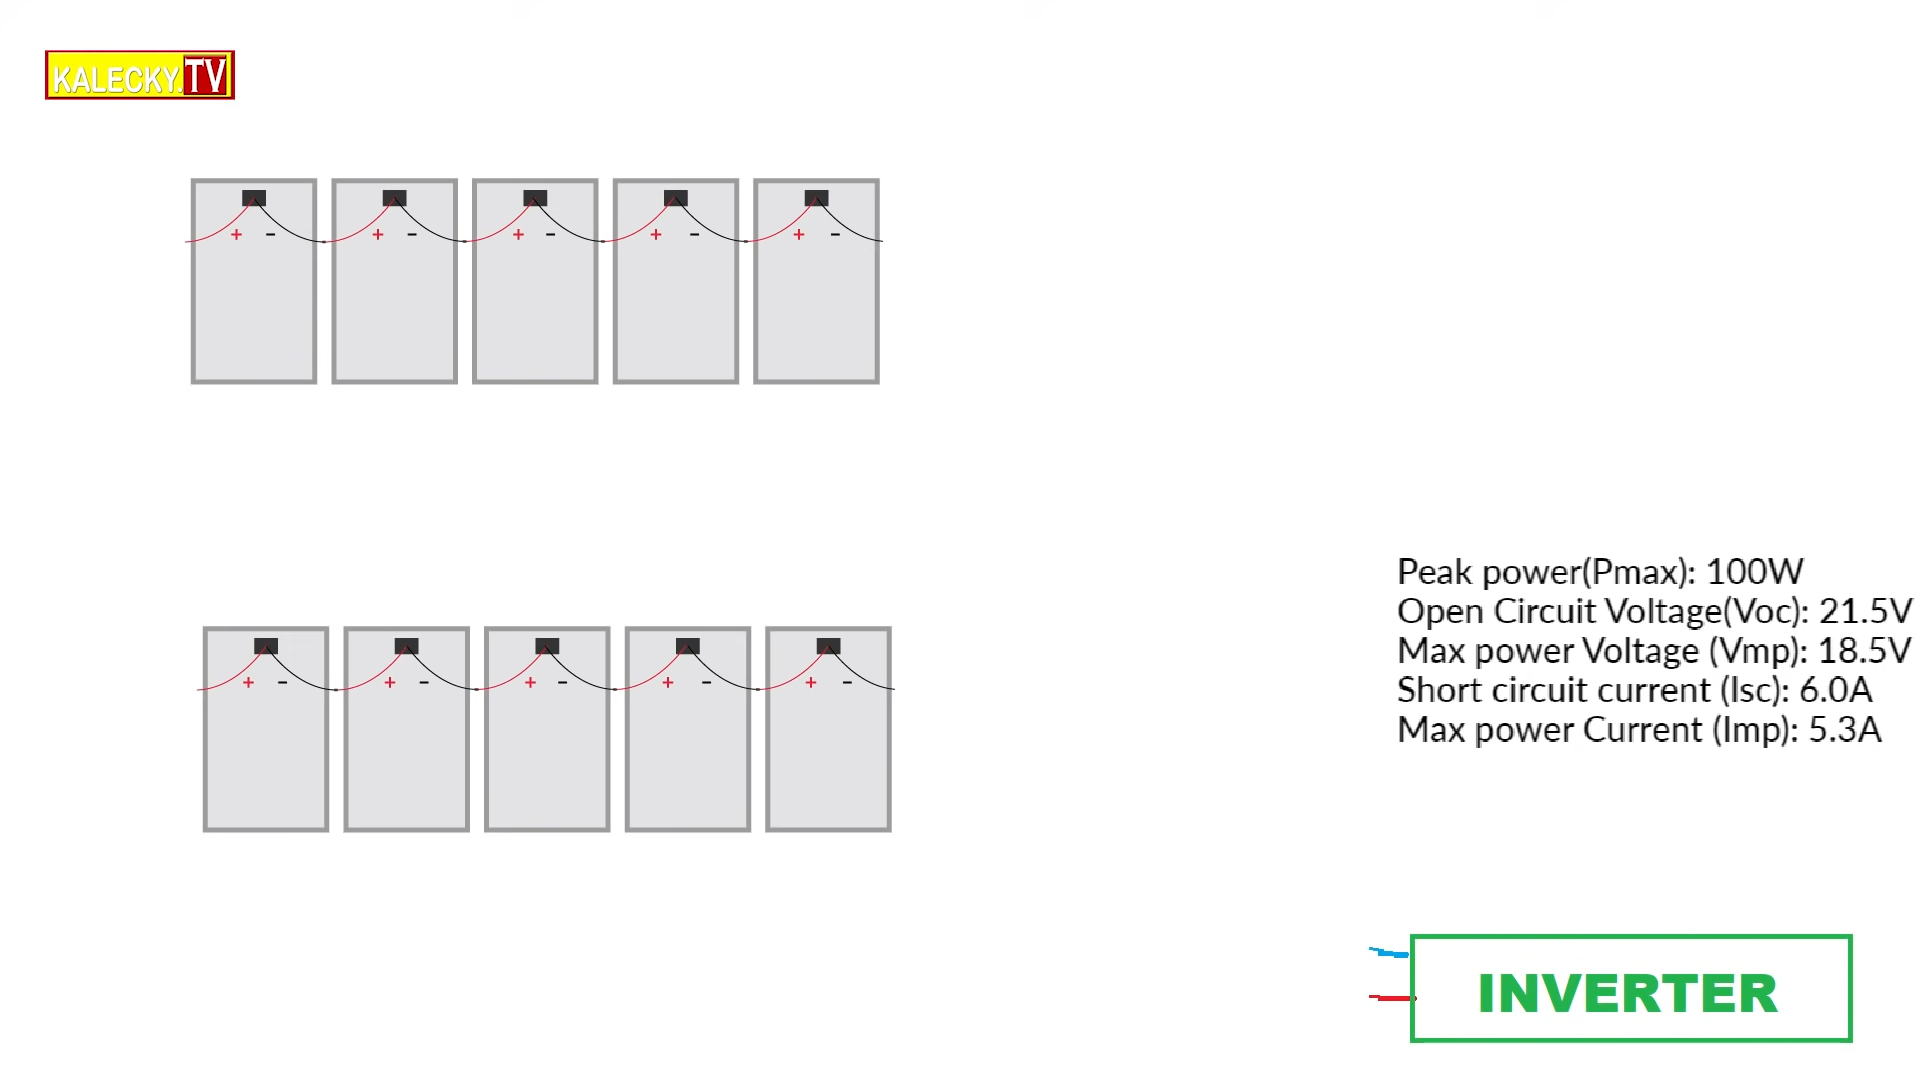 KALECKY.TV
+ - + - + - + - + -
+ - + - + - + - + -
Peak power(Pmax): 100W
Open Circuit Voltage(Voc): 21.5V
Max power Voltage (Vmp): 18.5V
Short circuit current (Isc): 6.0A
Max power Current (Imp): 5.3A
INVERTER